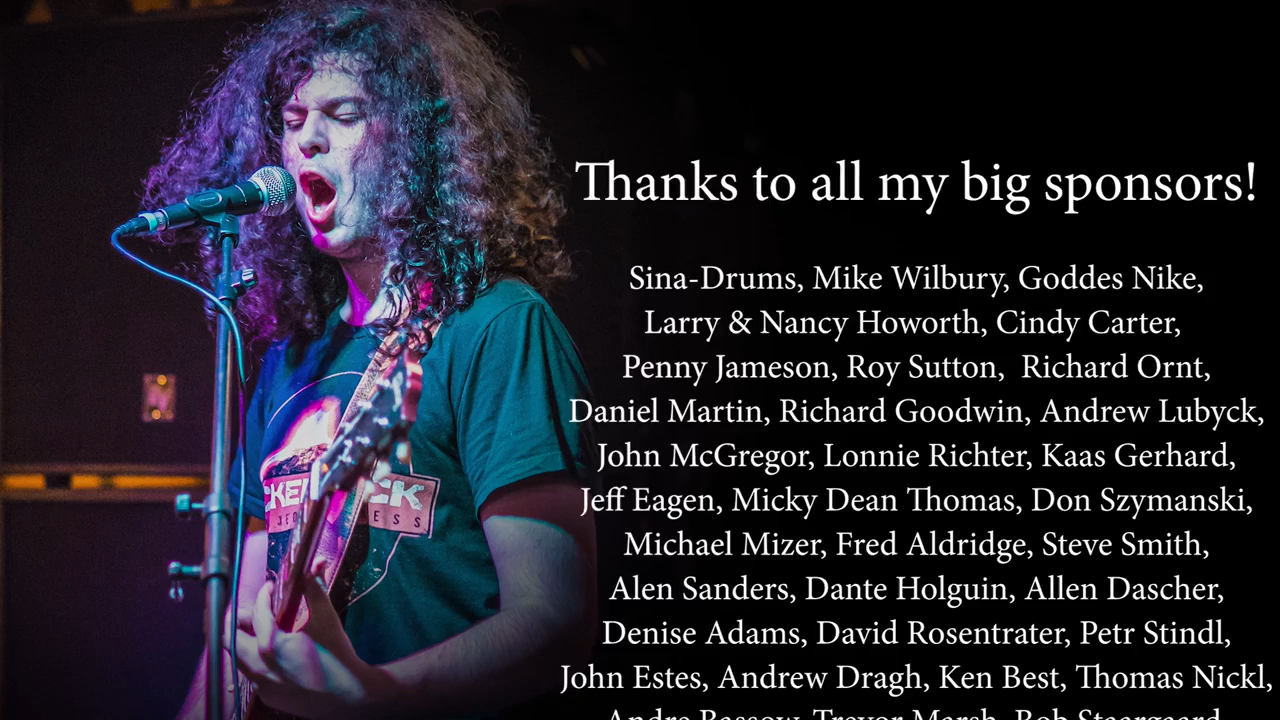 Thanks to all my big sponsors!
Sina-Drums, Mike Wilbury, Goddes Nike,
Larry & Nancy Howorth, Cindy Carter,
Penny Jameson, Roy Sutton, Richard Ornt,
Daniel Martin, Richard Goodwin, Andrew Lubyck,
John McGregor, Lonnie Richter, Kaas Gerhard,
Jeff Eagen, Micky Dean Thomas, Don Szymanski,
Michael Mizer, Fred Aldridge, Steve Smith,
Alen Sanders, Dante Holguin, Allen Dascher,
Denise Adams, David Rosentrater, Petr Stindl,
John Estes, Andrew Dragh, Ken Best, Thomas Nickl,